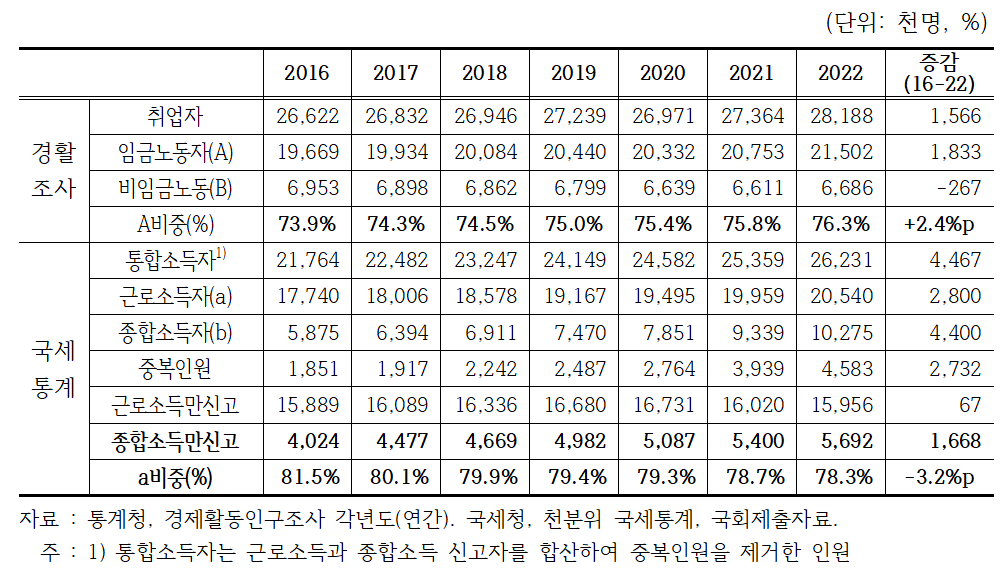 (단위: 천명, %)
2016 2017 2018 2019 2020 2021 2022 증감
(16-22)
경활
조사
취업자 26,622 26,832 26,946 27,239 26,971 27,364 28,188 1,566
임금노동자(A) 19,669 19,934 20,084 20,440 20,332 20,753 21,502 1,833
비임금노동(B) 6,953 6,898 6,862 6,799 6,639 6,611 6,686 -267
A비중(%) 73.9% 74.3% 74.5% 75.0% 75.4% 75.8% 76.3% +2.4%p
국세
통계
통합소득자1) 21,764 22,482 23,247 24,149 24,582 25,359 26,231 4,467
근로소득자(a) 17,740 18,006 18,578 19,167 19,495 19,959 20,540 2,800
종합소득자(b) 5,875 6,394 6,911 7,470 7,851 9,339 10,275 4,400
중복인원 1,851 1,917 2,242 2,487 2,764 3,939 4,583 2,732
근로소득만신고 15,889 16,089 16,336 16,680 16,731 16,020 15,956 67
종합소득만신고 4,024 4,477 4,669 4,982 5,087 5,400 5,692 1,668
a비중(%) 81.5% 80.1% 79.9% 79.4% 79.3% 78.7% 78.3% -3.2%p
자료 : 통계청, 경제활동인구조사 각년도(연간). 국세청, 천분위 국세통계, 국회제출자료.
주 : 1) 통합소득자는 근로소득과 종합소득 신고자를 합산하여 중복인원을 제거한 인원